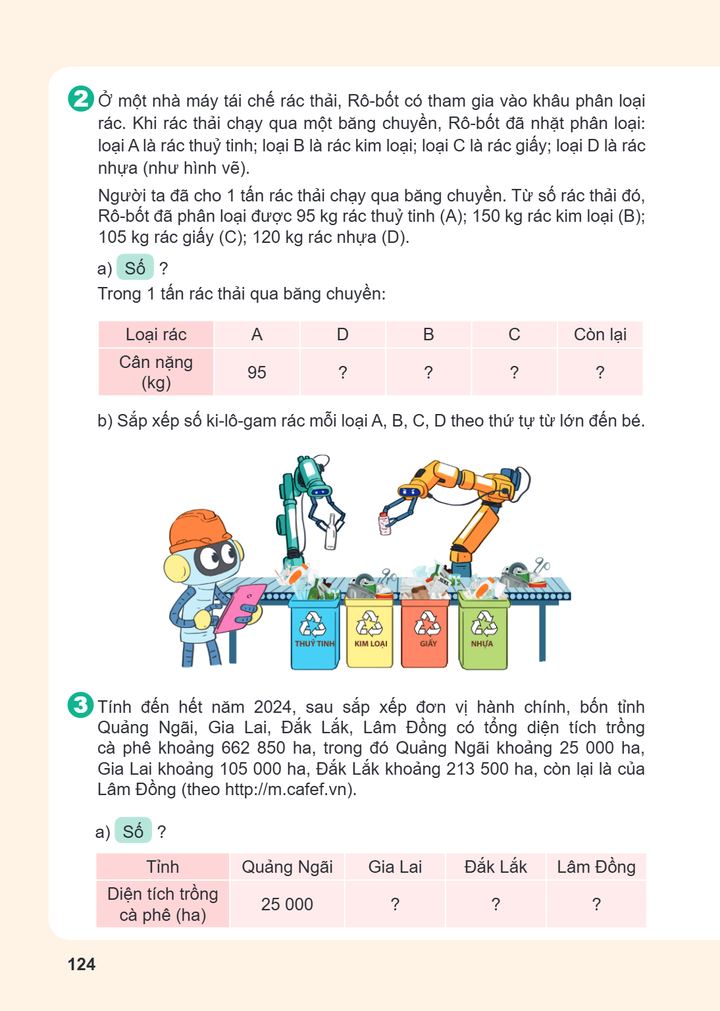 2 Ở một nhà máy tái chế rác thải, Rô-bốt có tham gia vào khâu phân loại
rác. Khi rác thải chạy qua một băng chuyền, Rô-bốt đã nhặt phân loại:
loại A là rác thuỷ tinh; loại B là rác kim loại; loại C là rác giấy; loại D là rác
nhựa (như hình vẽ).
Người ta đã cho 1 tấn rác thải chạy qua băng chuyền. Từ số rác thải đó,
Rô-bốt đã phân loại được 95 kg rác thuỷ tinh (A); 150 kg rác kim loại (B);
105 kg rác giấy (C); 120 kg rác nhựa (D).
a) Số ?
Trong 1 tấn rác thải qua băng chuyền:
Loại rác A D B C Còn lại
Cân nặng
(kg) 95 ? ? ? ?
b) Sắp xếp số ki-lô-gam rác mỗi loại A, B, C, D theo thứ tự từ lớn đến bé.
THUỶ TINH KIM LOẠI GIẤY NHỰA
3 Tính đến hết năm 2024, sau sắp xếp đơn vị hành chính, bốn tỉnh
Quảng Ngãi, Gia Lai, Đắk Lắk, Lâm Đồng có tổng diện tích trồng
cà phê khoảng 662 850 ha, trong đó Quảng Ngãi khoảng 25 000 ha,
Gia Lai khoảng 105 000 ha, Đắk Lắk khoảng 213 500 ha, còn lại là của
Lâm Đồng (theo http://m.cafef.vn).
a) Số ?
Tỉnh Quảng Ngãi Gia Lai Đắk Lắk Lâm Đồng
Diện tích trồng
cà phê (ha) 25 000 ? ? ?
124